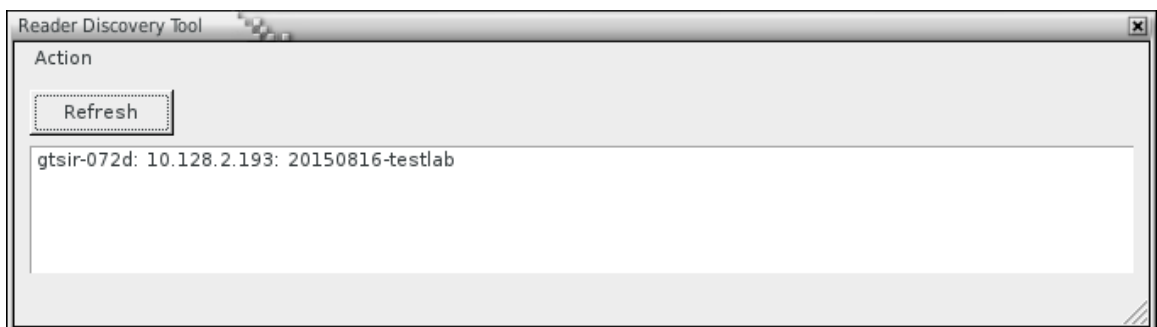 Reader Discovery Tool
Action
Refresh
gtsir-072d: 10.128.2.193: 20150816-testlab